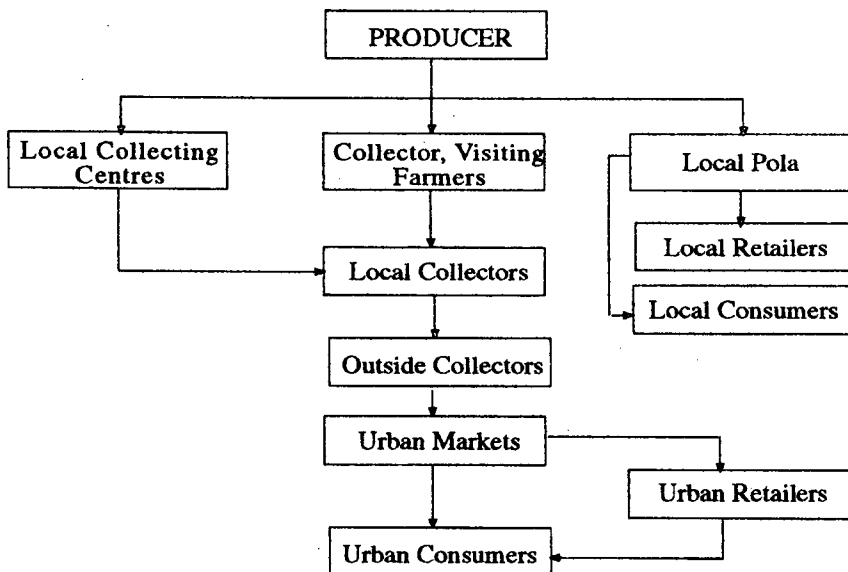 PRODUCER
Local Collecting
Centres
Collector, Visiting
Farmers
Local Pola
Local Retailers
Local Collectors
Local Consumers
Outside Collectors
Urban Markets
Urban Retailers
Urban Consumers